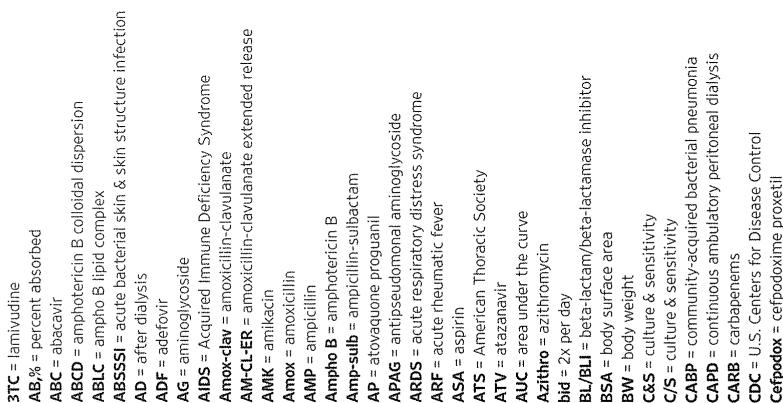 3TC = lamivudine
AB,% = percent absorbed
ABC = abacavir
ABCD = amphotericin B colloidal dispersion
ABLC = ampho B lipid complex
ABSSSI = acute bacterial skin & skin structure infection
AD = after dialysis
ADF = adefovir
AG = aminoglycoside
AIDS = Acquired Immune Deficiency Syndrome
Amox-clav = amoxicillin-clavulanate
AM-CL-ER = amoxicillin-clavulanate extended release
AMK = amikacin
Amox = amoxicillin
AMP = ampicillin
Ampho B = amphotericin B
Amp-sulb = ampicillin-sulbactam
AP = atovaquone proguanil
APAG = antipseudomonal aminoglycoside
ARDS = acute respiratory distress syndrome
ARF = acute rheumatic fever
ASA = aspirin
ATS = American Thoracic Society
ATV = atazanavir
AUC = area under the curve
Azithro = azithromycin
bid = 2x per day
BL/BLI = beta-lactam/beta-lactamase inhibitor
BSA = body surface area
BW = body weight
C&S = culture & sensitivity
C/S = culture & sensitivity
CABP = community-acquired bacterial pneumonia
CAPD = continuous ambulatory peritoneal dialysis
CARB = carbapenems
CDC = U.S. Centers for Disease Control
Cefpodox = cefpodoxime proxetil